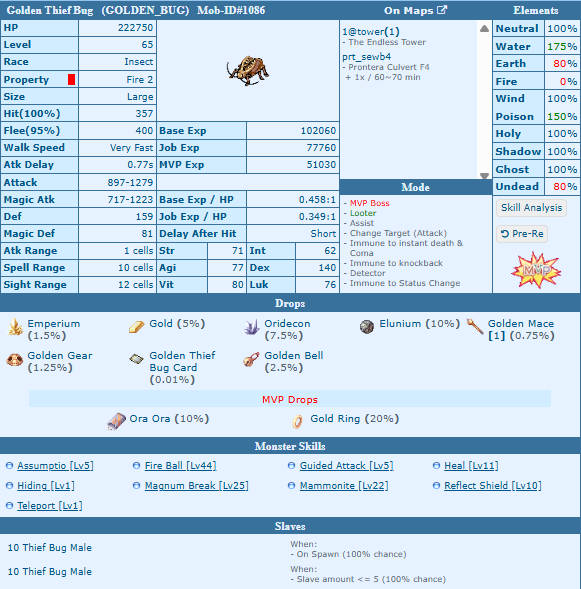 Golden Thief Bug (GOLDEN_BUG) Mob-ID#1086
HP 222750
Level 65
Race Insect
Property Fire 2
Size Large
Hit(100%) 357
Flee(95%) 400
Walk Speed Very Fast
Atk Delay 0.77s
Attack 897-1279
Magic Atk 717-1223
Def 159
Magic Def 81
Atk Range 1 cells
Spell Range 10 cells
Sight Range 12 cells
Base Exp 102060
Job Exp 77760
MVP Exp 51030
Base Exp / HP 0.458:1
Job Exp / HP 0.349:1
Delay After Hit Short
Str 71 Int 62
Agi 77 Dex 140
Vit 80 Luk 76
On Maps
1@tower(1)
- The Endless Tower
prt_sewb4
- Prontera Culvert F4
+ 1x / 60~70 min
Mode
- MVP Boss
- Looter
- Assist
- Change Target (Attack)
- Immune to instant death &
Coma
- Immune to knockback
- Detector
- Immune to Status Change
Elements
Neutral 100%
Water 175%
Earth 80%
Fire 0%
Wind 100%
Poison 150%
Holy 100%
Shadow 100%
Ghost 100%
Undead 80%
Skill Analysis
Pre-Re
MVP
Drops
Emperium
(1.5%)
Gold (5%)
Oridecon
(7.5%)
Elunium (10%)
Golden Mace
[1] (0.75%)
Golden Gear
(1.25%)
Golden Thief
Bug Card
(0.01%)
Golden Bell
(2.5%)
MVP Drops
Ora Ora (10%)
Gold Ring (20%)
Monster Skills
Assumptio [Lv5]
Fire Ball [Lv44]
Guided Attack [Lv5]
Heal [Lv11]
Hiding [Lv1]
Magnum Break [Lv25]
Mammonite [Lv22]
Reflect Shield [Lv10]
Teleport [Lv1]
Slaves
10 Thief Bug Male
When:
- On Spawn (100% chance)
10 Thief Bug Male
When:
- Slave amount <= 5 (100% chance)